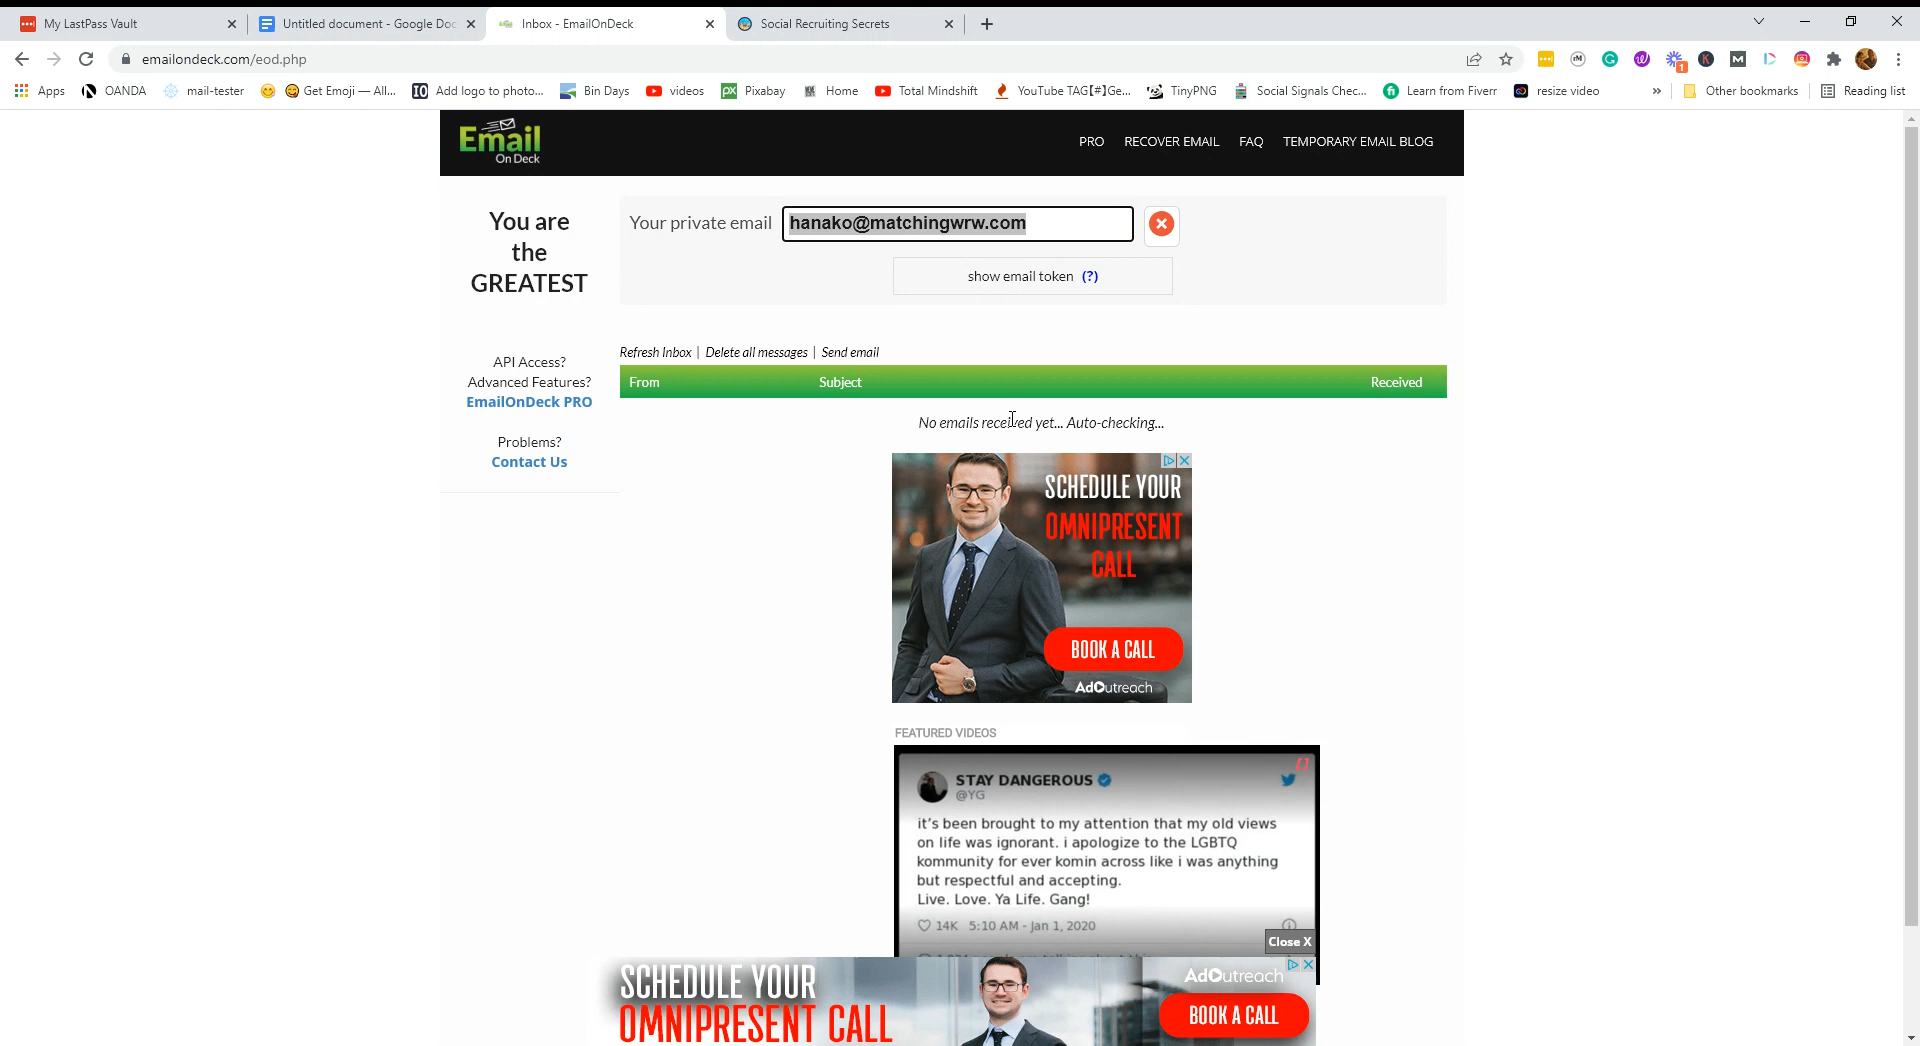 My LastPass Vault
Untitled document - Google Doc
Inbox - EmailOnDeck
Social Recruiting Secrets
emailondeck.com/eod.php
1
Apps
OANDA
mail-tester
Get Emoji — All...
Add logo to photo...
Bin Days
videos
Pixabay
Home
Total Mindshift
YouTube TAG【#】Ge...
TinyPNG
Social Signals Chec...
Learn from Fiverr
resize video
»
Other bookmarks
Reading list
Email
On Deck
PRO
RECOVER EMAIL
FAQ
TEMPORARY EMAIL BLOG
You are
the
GREATEST
Your private email
hanako@matchingwrw.com
show email token (?)
API Access?
Advanced Features?
EmailOnDeck PRO
Problems?
Contact Us
Refresh Inbox | Delete all messages | Send email
From
Subject
Received
No emails received yet... Auto-checking...
SCHEDULE YOUR
OMNIPRESENT
CALL
BOOK A CALL
AdOutreach
FEATURED VIDEOS
STAY DANGEROUS
@YG
it's been brought to my attention that my old views
on life was ignorant. i apologize to the LGBTQ
kommunity for ever komin across like i was anything
but respectful and accepting.
Live. Love. Ya Life. Gang!
14K 5:10 AM - Jan 1, 2020
Close X
SCHEDULE YOUR
OMNIPRESENT CALL
AdOutreach
BOOK A CALL